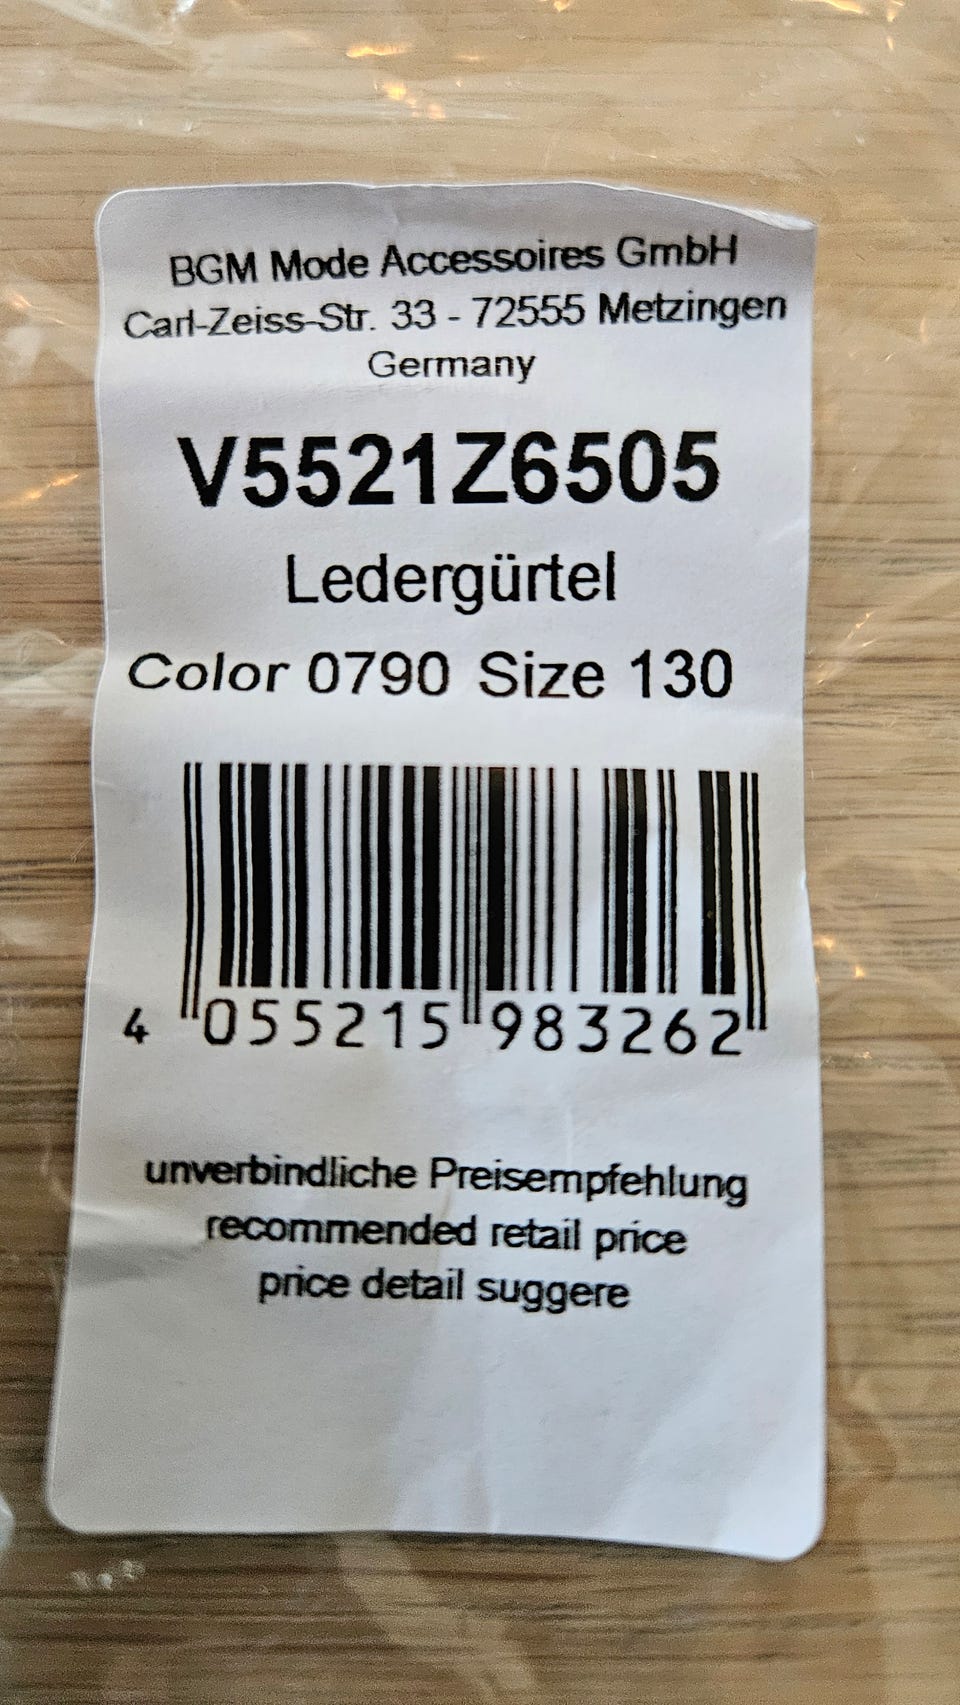 BGM Mode Accessoires GmbH
Carl-Zeiss-Str. 33 - 72555 Metzingen
Germany
V5521Z6505
Ledergürtel
Color 0790 Size 130
4 055215 983262
unverbindliche Preisempfehlung
recommended retail price
price detail suggere